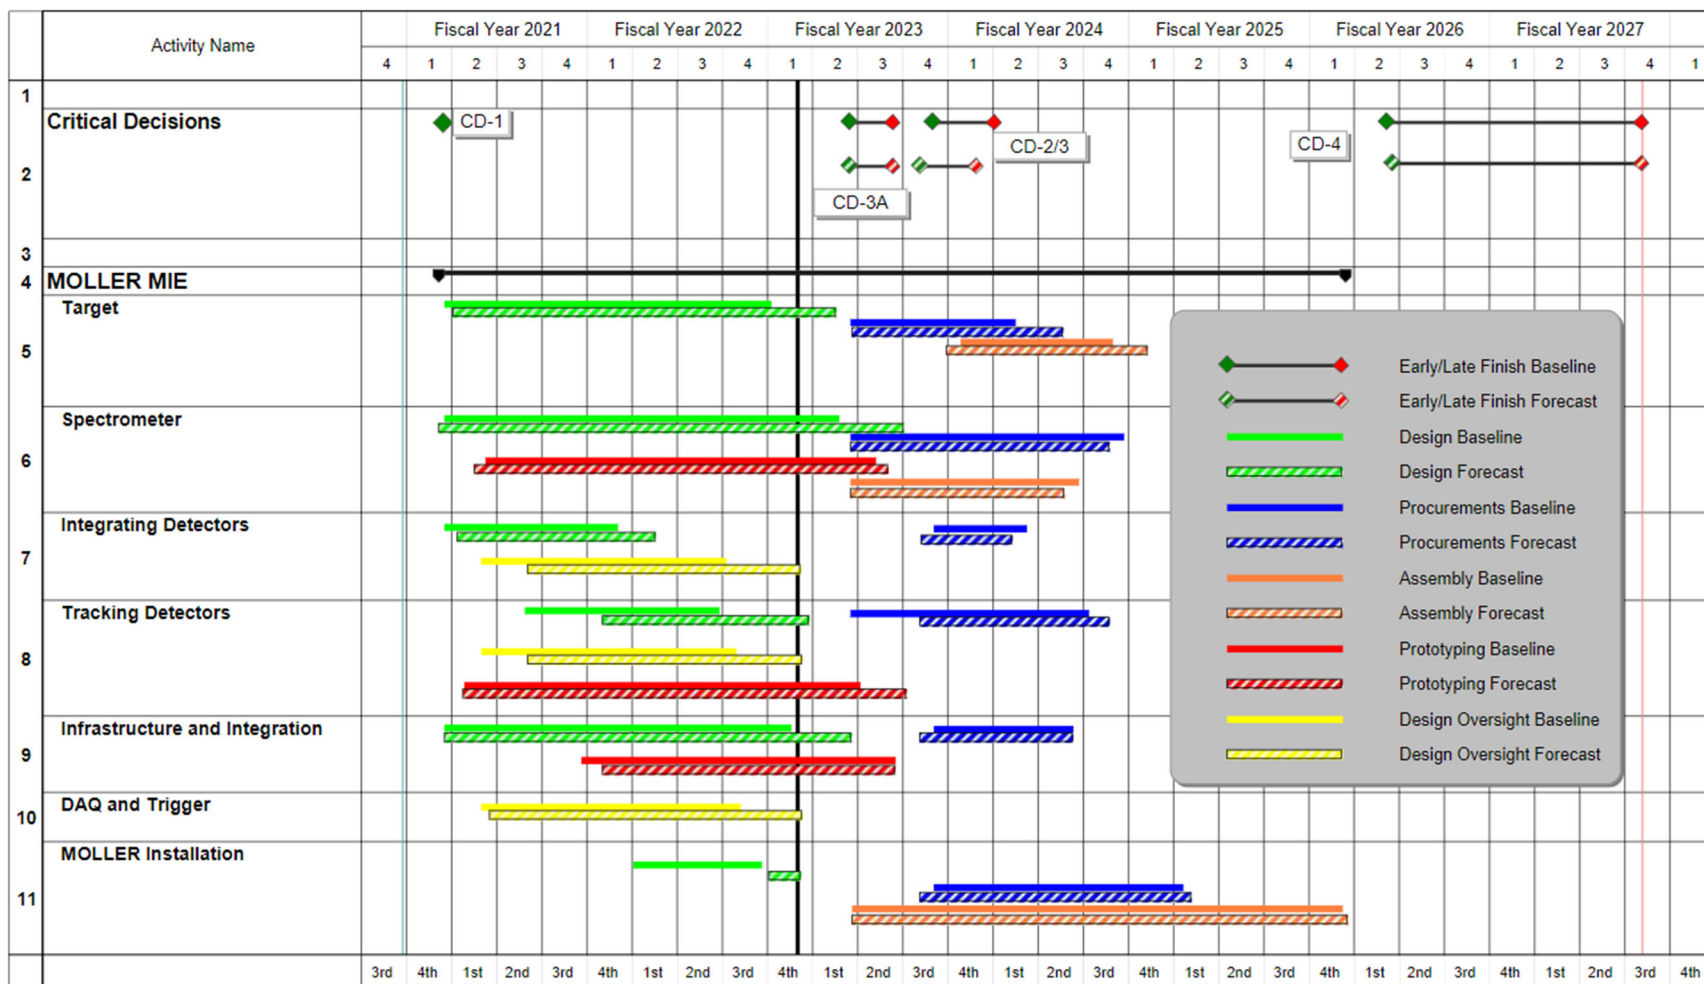 Activity Name
Fiscal Year 2021 Fiscal Year 2022 Fiscal Year 2023 Fiscal Year 2024 Fiscal Year 2025 Fiscal Year 2026 Fiscal Year 2027
4 1 2 3 4 1 2 3 4 1 2 3 4 1 2 3 4 1 2 3 4 1 2 3 4 1 2 3 4 1
1
Critical Decisions
CD-1
CD-2/3
CD-4
2
CD-3A
3
4 MOLLER MIE
Target
5
Early/Late Finish Baseline
Early/Late Finish Forecast
Spectrometer
Design Baseline
6
Design Forecast
Procurements Baseline
Integrating Detectors
Procurements Forecast
7
Assembly Baseline
Tracking Detectors
Assembly Forecast
Prototyping Baseline
8
Prototyping Forecast
Design Oversight Baseline
Infrastructure and Integration
9
Design Oversight Forecast
DAQ and Trigger
10
MOLLER Installation
11
3rd 4th 1st 2nd 3rd 4th 1st 2nd 3rd 4th 1st 2nd 3rd 4th 1st 2nd 3rd 4th 1st 2nd 3rd 4th 1st 2nd 3rd 4th 1st 2nd 3rd 4th